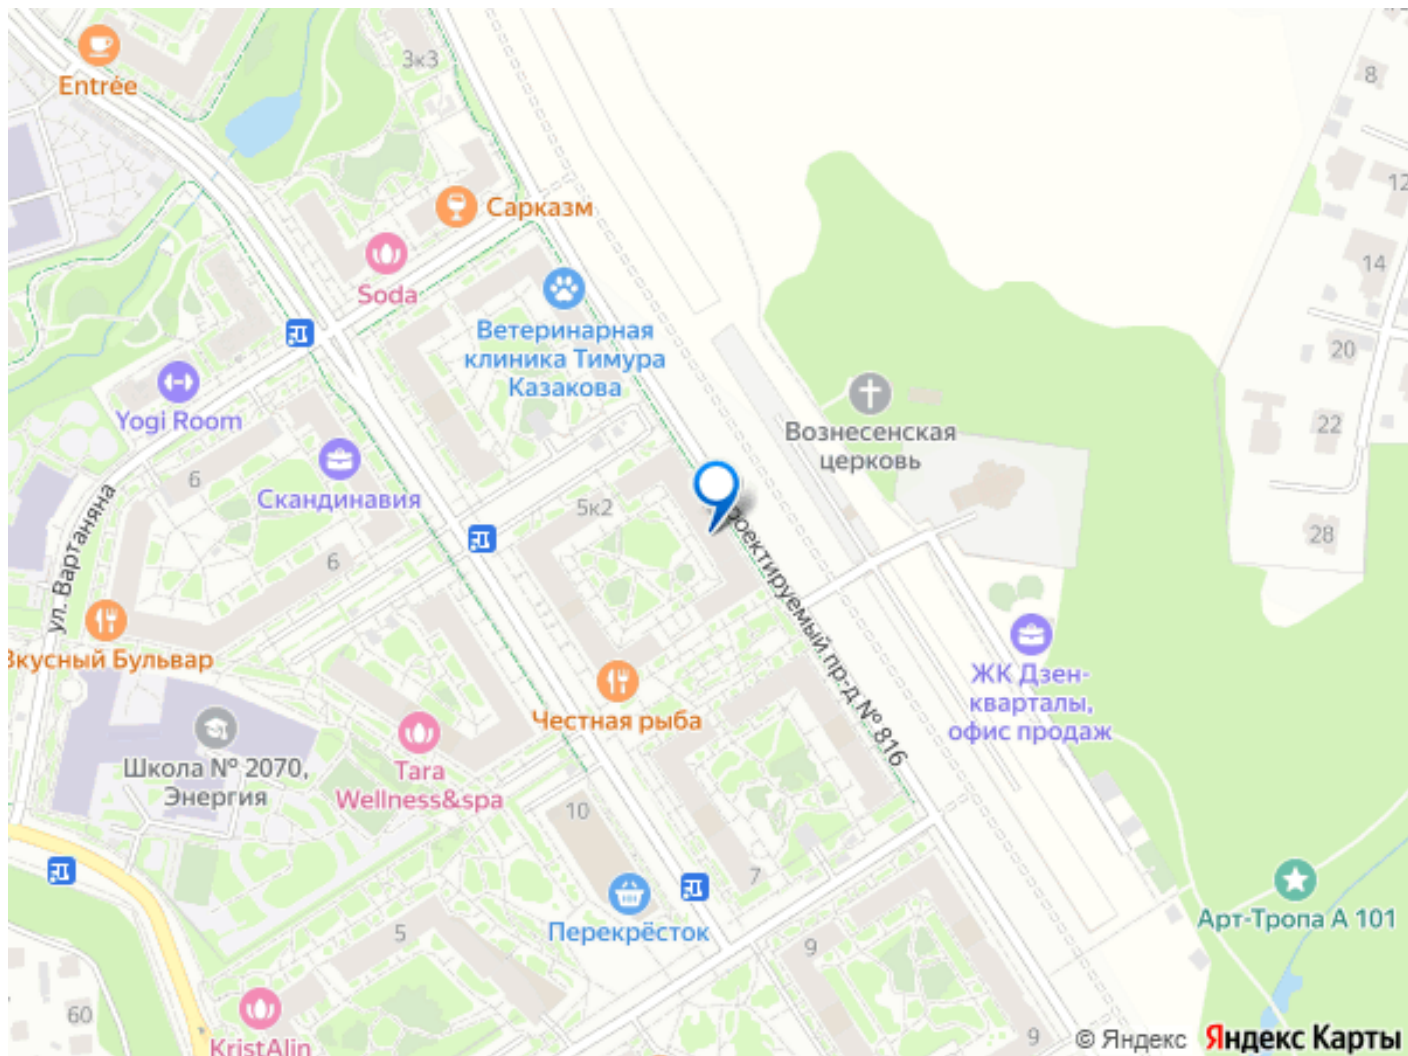 3к3
Entrée
8
12
Сарказм
14
Soda
Ветеринарная
клиника Тимура
Казакова
20
Yogi Room
22
Вознесенская
церковь
6
Скандинавия
5к2
28
ул. Вартаняна
6
Проектируемый пр-д № 816
Вкусный Бульвар
ЖК Дзен-
кварталы,
офис продаж
Честная рыба
Школа № 2070,
Энергия
Tara
Wellness&spa
10
7
Перекрёсток
Арт-Тропа А 101
5
9
60
9
KristAlin
© Яндекс Яндекс Карты